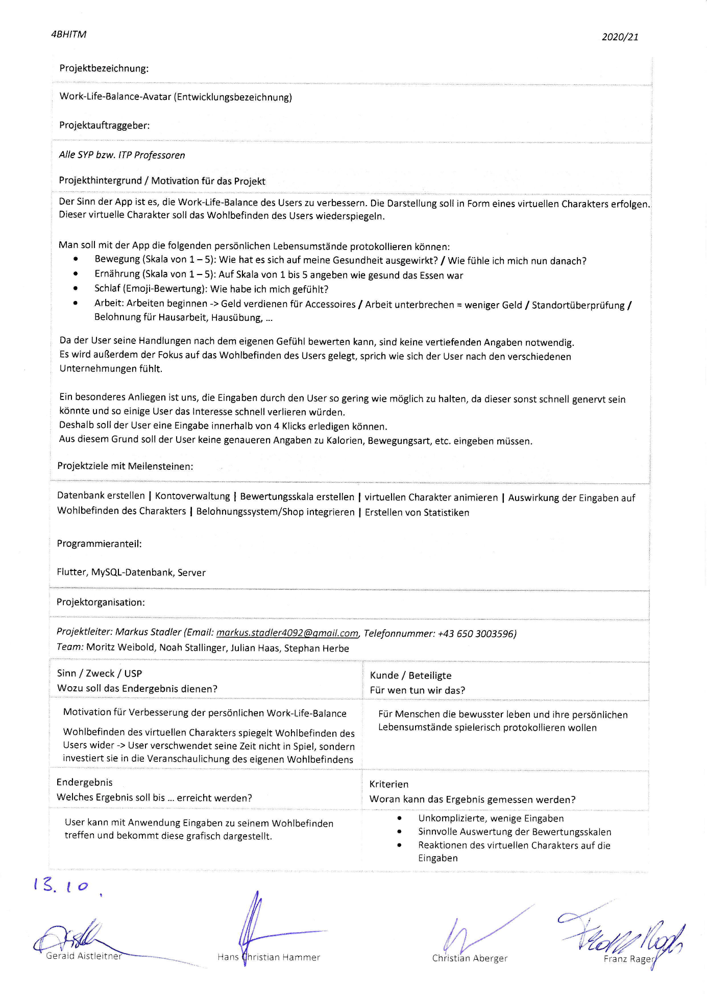 4BHITM
2020/21
Projektbezeichnung:
Work-Life-Balance-Avatar (Entwicklungsbezeichnung)
Projektauftraggeber:
Alle SYP bzw. ITP Professoren
Projekthintergrund / Motivation für das Projekt
Der Sinn der App ist es, die Work-Life-Balance des Users zu verbessern. Die Darstellung soll in Form eines virtuellen Charakters erfolgen.
Dieser virtuelle Charakter soll das Wohlbefinden des Users wiederspiegeln.
Man soll mit der App die folgenden persönlichen Lebensumstände protokollieren können:
• Bewegung (Skala von 1 – 5): Wie hat es sich auf meine Gesundheit ausgewirkt? / Wie fühle ich mich nun danach?
• Ernährung (Skala von 1 – 5): Auf Skala von 1 bis 5 angeben wie gesund das Essen war
• Schlaf (Emoji-Bewertung): Wie habe ich mich gefühlt?
• Arbeit: Arbeiten beginnen -> Geld verdienen für Accessoires / Arbeit unterbrechen = weniger Geld / Standortüberprüfung /
Belohnung für Hausarbeit, Hausübung, ...
Da der User seine Handlungen nach dem eigenen Gefühl bewerten kann, sind keine vertiefenden Angaben notwendig.
Es wird außerdem der Fokus auf das Wohlbefinden des Users gelegt, sprich wie sich der User nach den verschiedenen
Unternehmungen fühlt.
Ein besonderes Anliegen ist uns, die Eingaben durch den User so gering wie möglich zu halten, da dieser sonst schnell genervt sein
könnte und so einige User das Interesse schnell verlieren würden.
Deshalb soll der User eine Eingabe innerhalb von 4 Klicks erledigen können.
Aus diesem Grund soll der User keine genaueren Angaben zu Kalorien, Bewegungsart, etc. eingeben müssen.
Projektziele mit Meilensteinen:
Datenbank erstellen | Kontoverwaltung | Bewertungsskala erstellen | virtuellen Charakter animieren | Auswirkung der Eingaben auf
Wohlbefinden des Charakters | Belohnungssystem/Shop integrieren | Erstellen von Statistiken
Programmieranteil:
Flutter, MySQL-Datenbank, Server
Projektorganisation:
Projektleiter: Markus Stadler (Email: markus.stadler4092@gmail.com, Telefonnummer: +43 650 3003596)
Team: Moritz Weibold, Noah Stallinger, Julian Haas, Stephan Herbe
Sinn / Zweck / USP
Wozu soll das Endergebnis dienen?
Kunde / Beteiligte
Für wen tun wir das?
Motivation für Verbesserung der persönlichen Work-Life-Balance
Wohlbefinden des virtuellen Charakters spiegelt Wohlbefinden des
Users wider -> User verschwendet seine Zeit nicht in Spiel, sondern
investiert sie in die Veranschaulichung des eigenen Wohlbefindens
Für Menschen die bewusster leben und ihre persönlichen
Lebensumstände spielerisch protokollieren wollen
Endergebnis
Welches Ergebnis soll bis ... erreicht werden?
Kriterien
Woran kann das Ergebnis gemessen werden?
User kann mit Anwendung Eingaben zu seinem Wohlbefinden
treffen und bekommt diese grafisch dargestellt.
• Unkomplizierte, wenige Eingaben
• Sinnvolle Auswertung der Bewertungsskalen
• Reaktionen des virtuellen Charakters auf die
Eingaben
13. 10.
Gerald Aistleitner
Hans Christian Hammer
Christian Aberger
Franz Rager